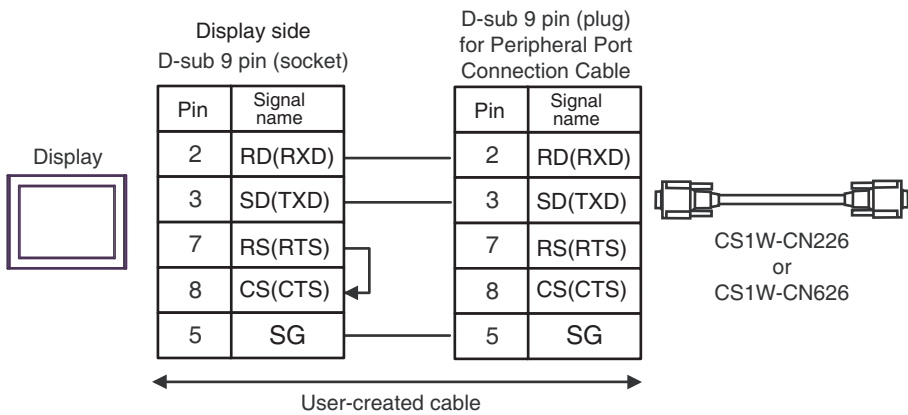 Display side
D-sub 9 pin (socket)
D-sub 9 pin (plug)
for Peripheral Port
Connection Cable
Display
Pin
Signal
name
2
RD(RXD)
3
SD(TXD)
7
RS(RTS)
8
CS(CTS)
5
SG
Pin
Signal
name
2
RD(RXD)
3
SD(TXD)
7
RS(RTS)
8
CS(CTS)
5
SG
CS1W-CN226
or
CS1W-CN626
User-created cable